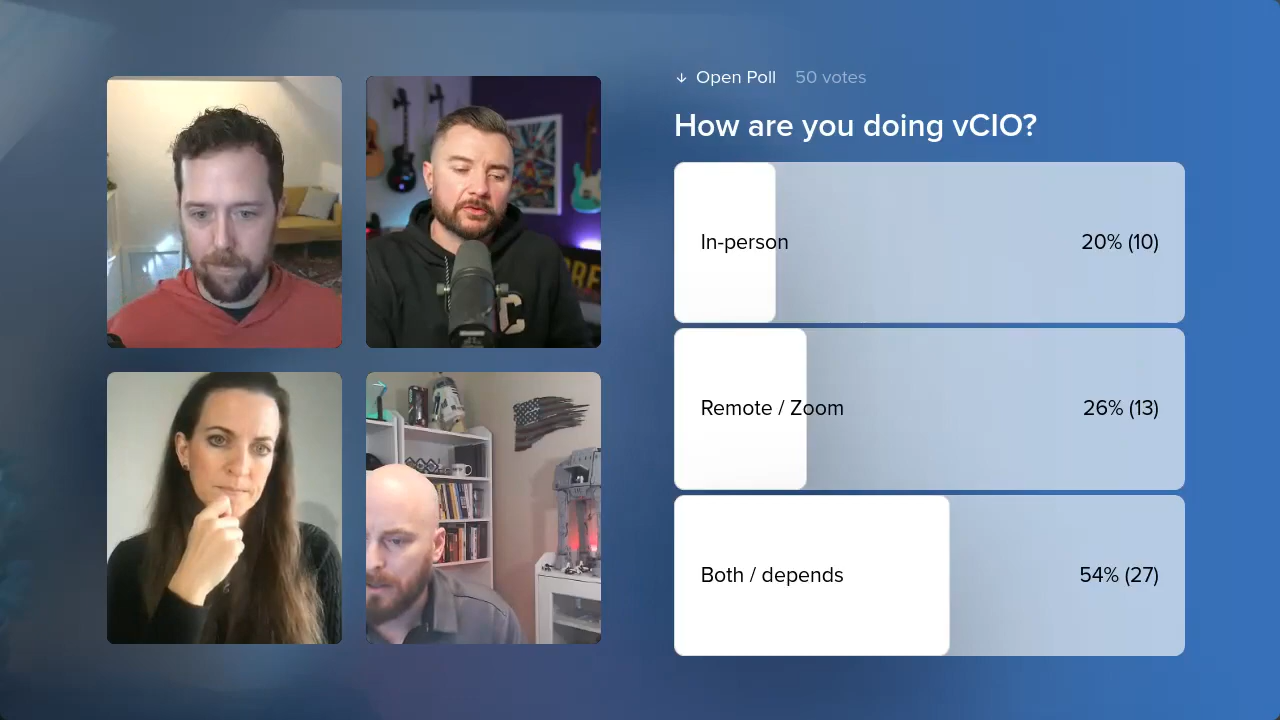 ↓ Open Poll 50 votes
How are you doing vCIO?
In-person 20% (10)
Remote / Zoom 26% (13)
Both / depends 54% (27)